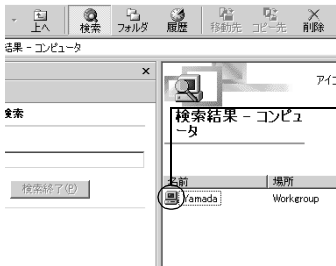 上へ 検索 フォルダ 履歴 移動先 コピー先 削除
結果 - コンピュータ
×
検索
アイコ
検索結果 - コンピュ
ータ
検索終了(P)
名前 場所
Yamada Workgroup